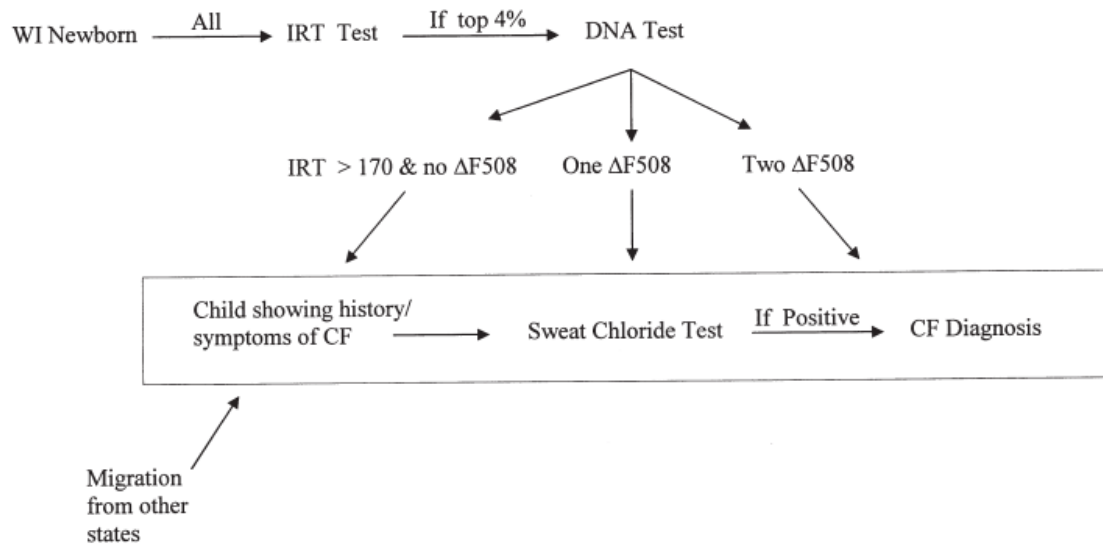 WI Newborn All IRT Test If top 4% DNA Test
IRT > 170 & no ΔF508 One ΔF508 Two ΔF508
Child showing history/
symptoms of CF
Sweat Chloride Test If Positive CF Diagnosis
Migration
from other
states